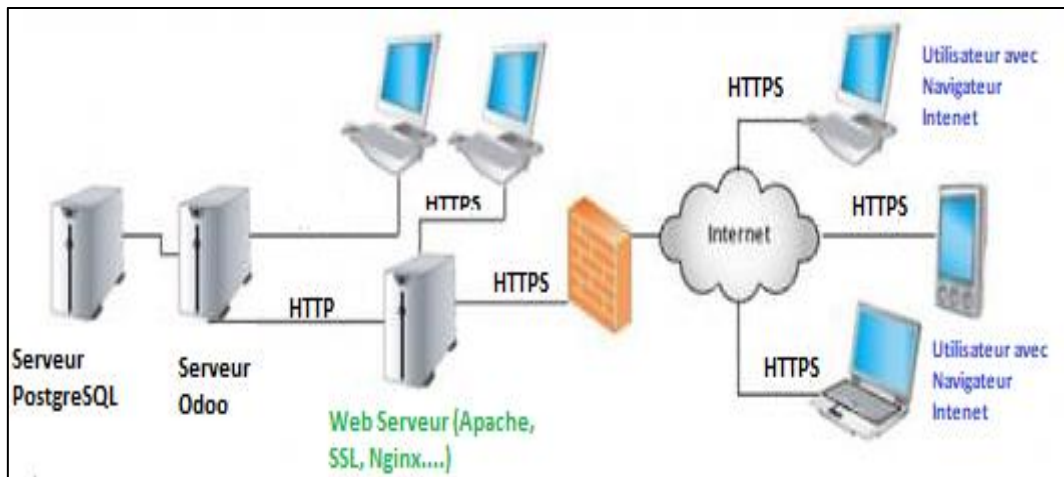 HTTPS
Utilisateur avec
Navigateur
Intenet
HTTPS
HTTPS
Internet
HTTPS
HTTP
HTTPS
Serveur
PostgreSQL
Serveur
Odoo
Web Serveur (Apache,
SSL, Nginx....)
Utilisateur avec
Navigateur
Intenet